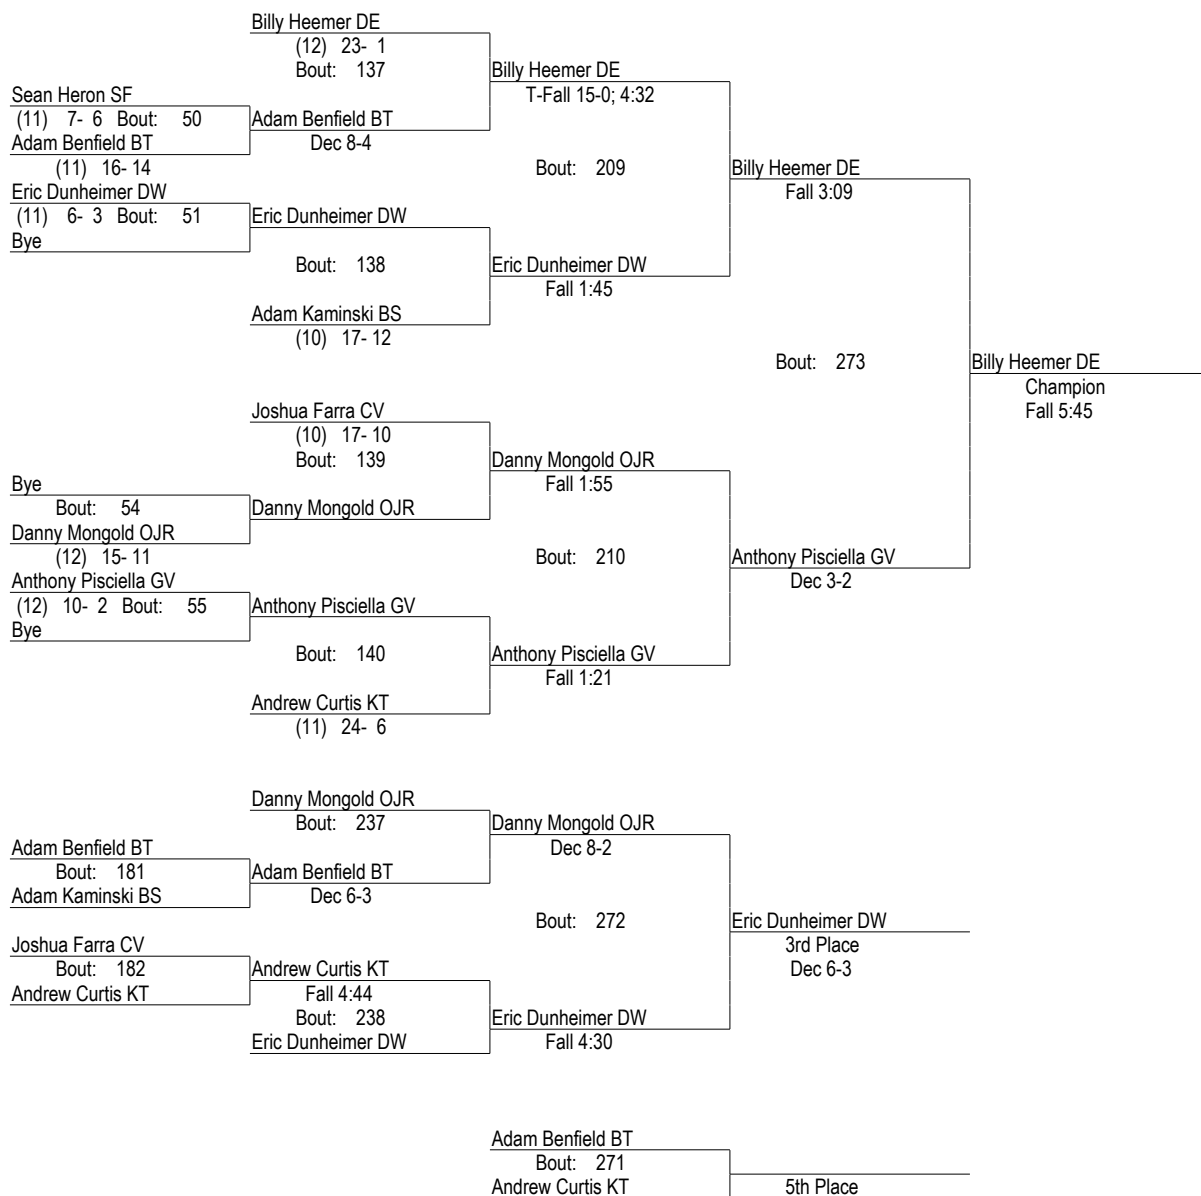 Billy Heemer DE
(12) 23- 1
Bout: 137
Billy Heemer DE
T-Fall 15-0; 4:32
Sean Heron SF
(11) 7- 6 Bout: 50
Adam Benfield BT
Dec 8-4
Adam Benfield BT
(11) 16- 14
Bout: 209
Billy Heemer DE
Fall 3:09
Eric Dunheimer DW
(11) 6- 3 Bout: 51
Eric Dunheimer DW
Bye
Bout: 138
Eric Dunheimer DW
Fall 1:45
Adam Kaminski BS
(10) 17- 12
Bout: 273
Billy Heemer DE
Champion
Fall 5:45
Joshua Farra CV
(10) 17- 10
Bout: 139
Danny Mongold OJR
Fall 1:55
Bye
Bout: 54
Danny Mongold OJR
Danny Mongold OJR
(12) 15- 11
Bout: 210
Anthony Pisciella GV
Dec 3-2
Anthony Pisciella GV
(12) 10- 2 Bout: 55
Anthony Pisciella GV
Bye
Bout: 140
Anthony Pisciella GV
Fall 1:21
Andrew Curtis KT
(11) 24- 6
Danny Mongold OJR
Bout: 237
Danny Mongold OJR
Dec 8-2
Adam Benfield BT
Bout: 181
Adam Benfield BT
Dec 6-3
Adam Kaminski BS
Bout: 272
Eric Dunheimer DW
3rd Place
Dec 6-3
Joshua Farra CV
Bout: 182
Andrew Curtis KT
Fall 4:44
Andrew Curtis KT
Bout: 238
Eric Dunheimer DW
Fall 4:30
Eric Dunheimer DW
Adam Benfield BT
Bout: 271
Andrew Curtis KT
5th Place